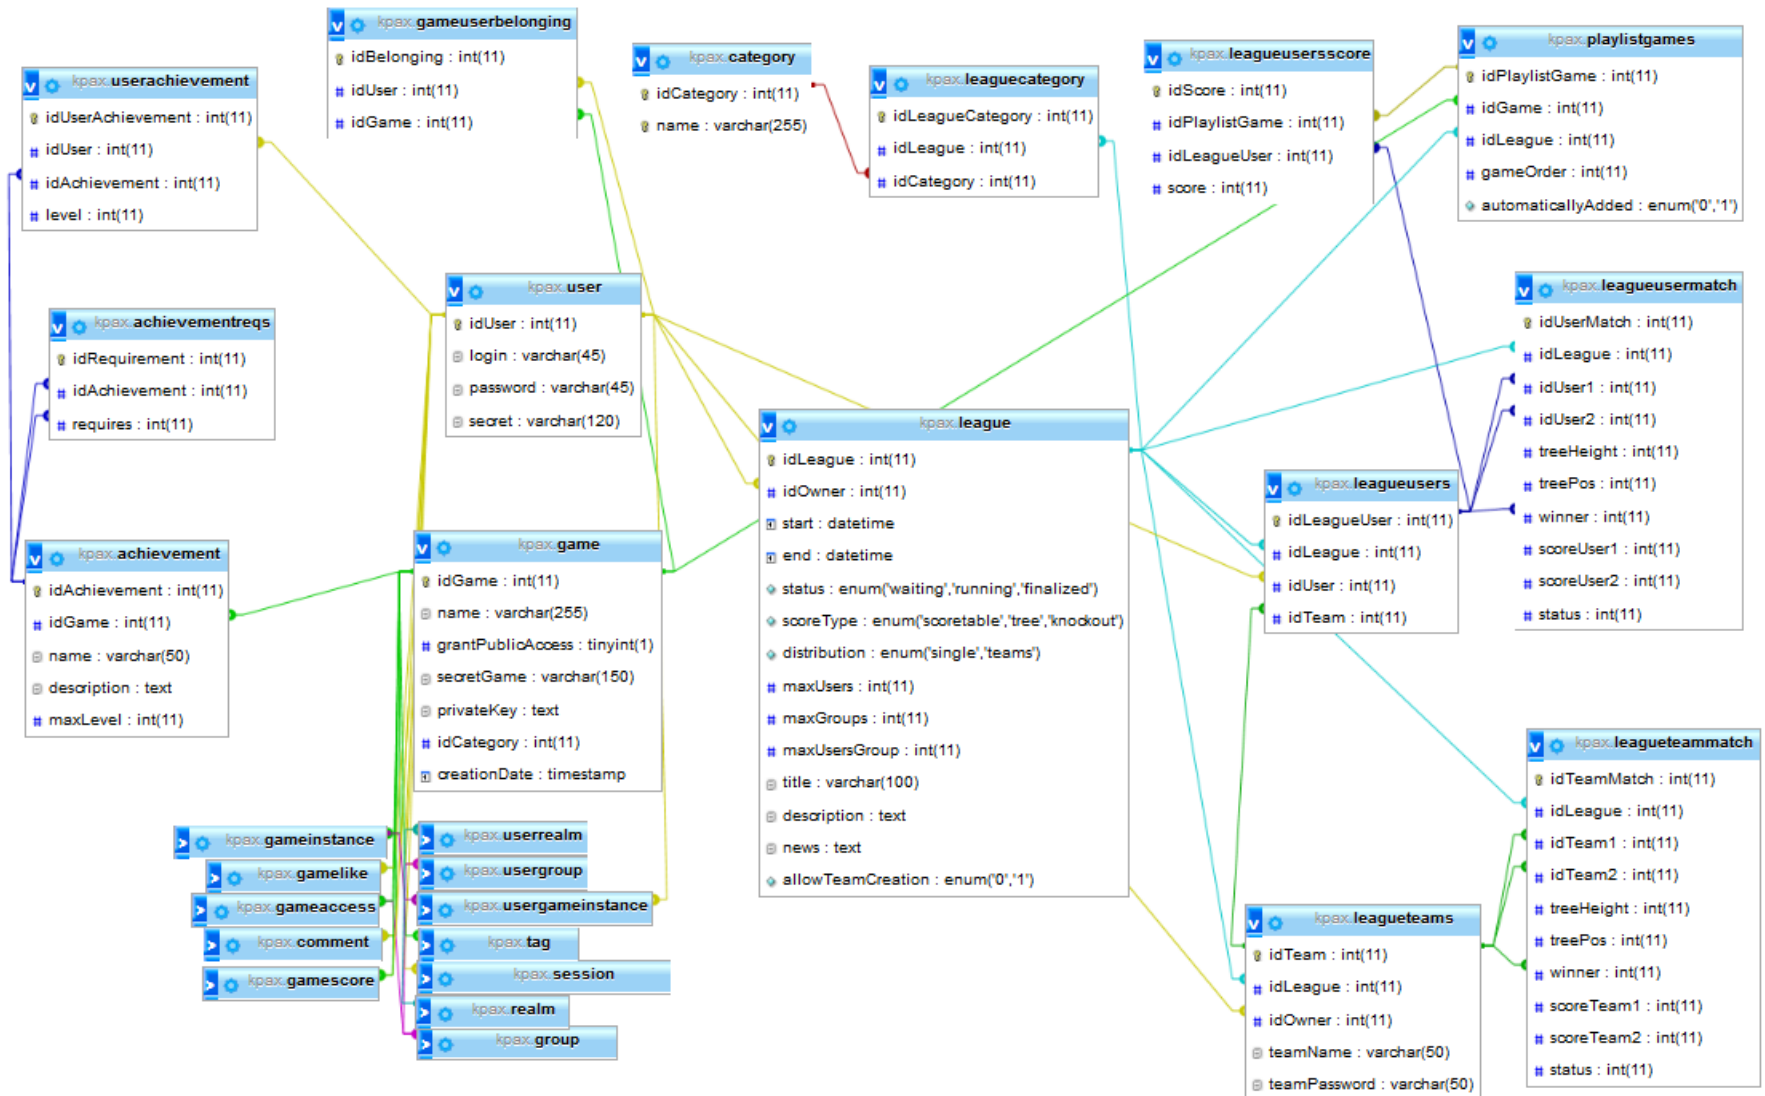 kpax.gameuserbelonging
idBelonging : int(11)
idUser : int(11)
idGame : int(11)
kpax.userachievement
idUserAchievement : int(11)
idUser : int(11)
idAchievement : int(11)
level : int(11)
kpax.category
idCategory : int(11)
name : varchar(255)
kpax.leaguecategory
idLeagueCategory : int(11)
idLeague : int(11)
idCategory : int(11)
kpax.leagueusersscore
idScore : int(11)
idPlaylistGame : int(11)
idLeagueUser : int(11)
score : int(11)
kpax.playlistgames
idPlaylistGame : int(11)
idGame : int(11)
idLeague : int(11)
gameOrder : int(11)
automaticallyAdded : enum('0','1')
kpax.user
idUser : int(11)
login : varchar(45)
password : varchar(45)
secret : varchar(120)
kpax.achievementreqs
idRequirement : int(11)
idAchievement : int(11)
requires : int(11)
kpax.leagueusermatch
idUserMatch : int(11)
idLeague : int(11)
idUser1 : int(11)
idUser2 : int(11)
treeHeight : int(11)
treePos : int(11)
winner : int(11)
scoreUser1 : int(11)
scoreUser2 : int(11)
status : int(11)
kpax.league
idLeague : int(11)
idOwner : int(11)
start : datetime
end : datetime
status : enum('waiting','running','finalized')
scoreType : enum('scoretable','tree','knockout')
distribution : enum('single','teams')
maxUsers : int(11)
maxGroups : int(11)
maxUsersGroup : int(11)
title : varchar(100)
description : text
news : text
allowTeamCreation : enum('0','1')
kpax.leagueusers
idLeagueUser : int(11)
idLeague : int(11)
idUser : int(11)
idTeam : int(11)
kpax.achievement
idAchievement : int(11)
idGame : int(11)
name : varchar(50)
description : text
maxLevel : int(11)
kpax.game
idGame : int(11)
name : varchar(255)
grantPublicAccess : tinyint(1)
secretGame : varchar(150)
privateKey : text
idCategory : int(11)
creationDate : timestamp
kpax.leagueteammatch
idTeamMatch : int(11)
idLeague : int(11)
idTeam1 : int(11)
idTeam2 : int(11)
treeHeight : int(11)
treePos : int(11)
winner : int(11)
scoreTeam1 : int(11)
scoreTeam2 : int(11)
status : int(11)
kpax.gameinstance
kpax.gamelike
kpax.gameaccess
kpax.comment
kpax.gamescore
kpax.userrealm
kpax.usergroup
kpax.usergameinstance
kpax.tag
kpax.session
kpax.realm
kpax.group
kpax.leagueteams
idTeam : int(11)
idLeague : int(11)
idOwner : int(11)
teamName : varchar(50)
teamPassword : varchar(50)